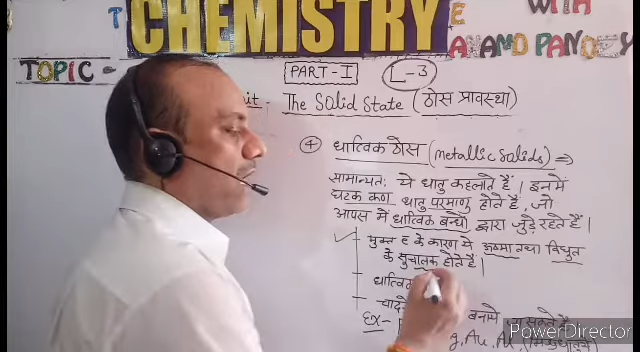 CHEMISTRY WITH
ANAND PANDEY
TOPIC -
PART-I L-3
The Solid State (ठोस प्रावस्था)
④ धात्विक ठोस (metallic solids) ⇒
सामान्यतः ये धातु कहलाते हैं। इनमें
घटक कण धातु परमाणु होते हैं, जो
आपस में धात्विक बन्धों द्वारा जुड़े रहते हैं।
मुक्त e के कारण ये ऊष्मा तथा विधुत
के सुचालक होते हैं।
Ex-
g, Au, Al,
PowerDirector